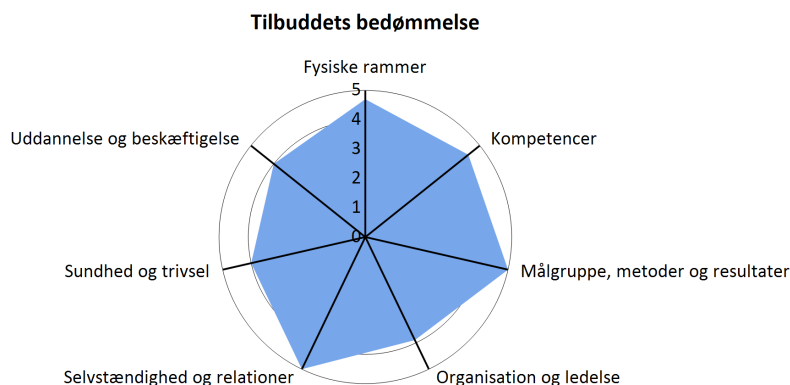 Tilbuddets bedømmelse
Fysiske rammer
5
4
3
2
1
0
Kompetencer
Målgruppe, metoder og resultater
Organisation og ledelse
Selvstændighed og relationer
Sundhed og trivsel
Uddannelse og beskæftigelse